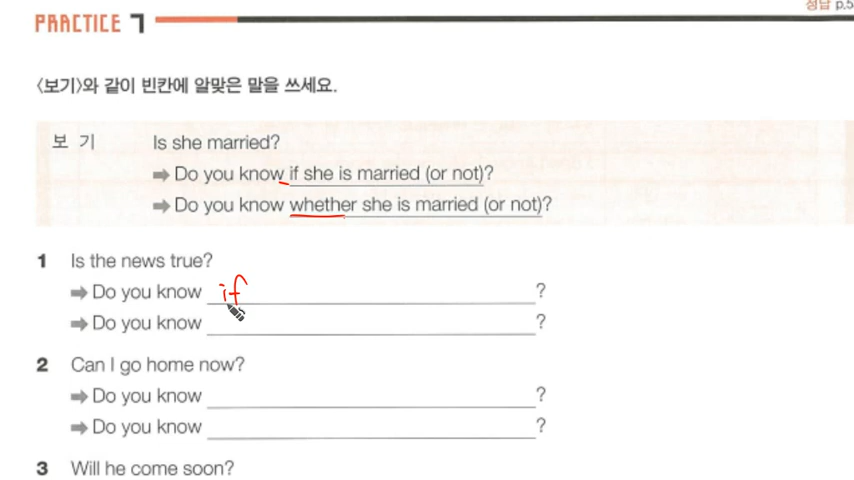 PRACTICE 7
정답 p.5
〈보기〉와 같이 빈칸에 알맞은 말을 쓰세요.
보 기 Is she married?
➡ Do you know if she is married (or not)?
➡ Do you know whether she is married (or not)?
1 Is the news true?
➡ Do you know if ?
➡ Do you know ?
2 Can I go home now?
➡ Do you know ?
➡ Do you know ?
3 Will he come soon?